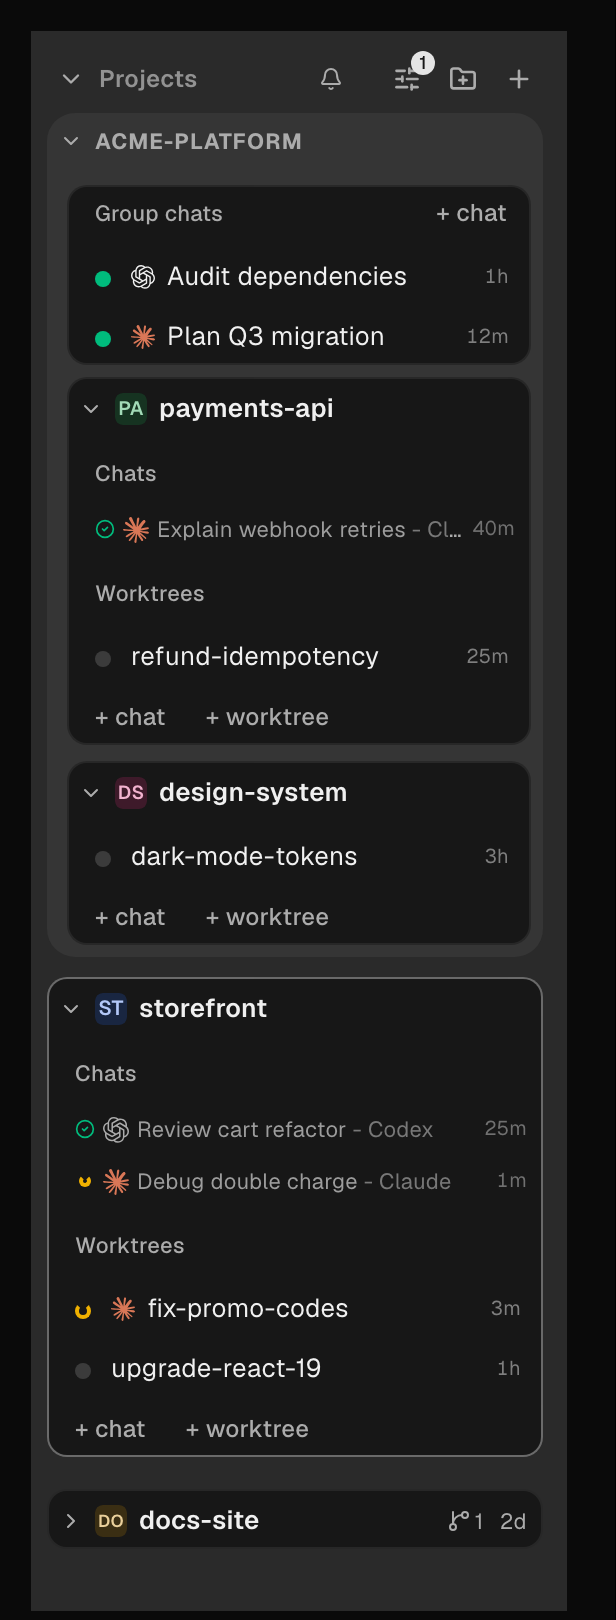 Projects 1
ACME-PLATFORM
Group chats + chat
Audit dependencies 1h
Plan Q3 migration 12m
PA payments-api
Chats
Explain webhook retries - Cl... 40m
Worktrees
refund-idempotency 25m
+ chat + worktree
DS design-system
dark-mode-tokens 3h
+ chat + worktree
ST storefront
Chats
Review cart refactor - Codex 25m
Debug double charge - Claude 1m
Worktrees
fix-promo-codes 3m
upgrade-react-19 1h
+ chat + worktree
DO docs-site 1 2d